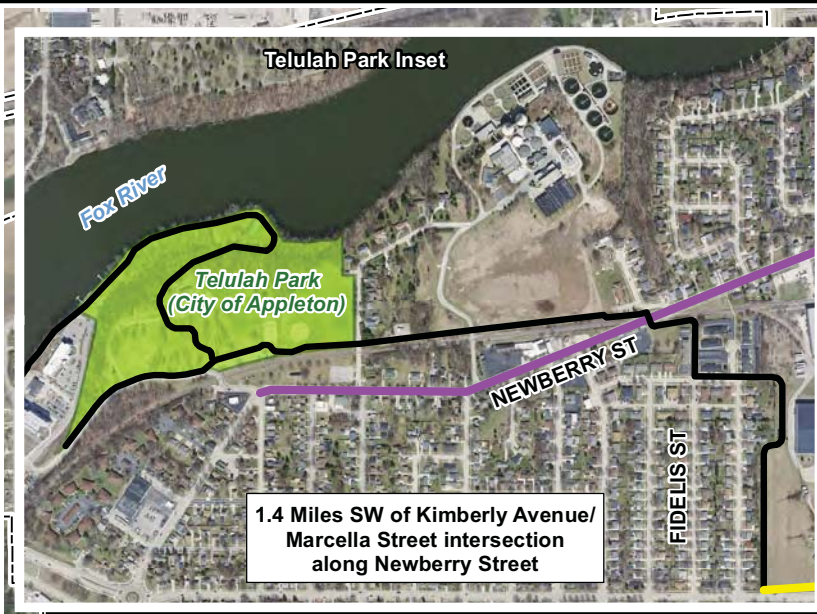 Telulah Park Inset
Fox River
Telulah Park
(City of Appleton)
NEWBERRY ST
FIDELIS ST
1.4 Miles SW of Kimberly Avenue/
Marcella Street intersection
along Newberry Street